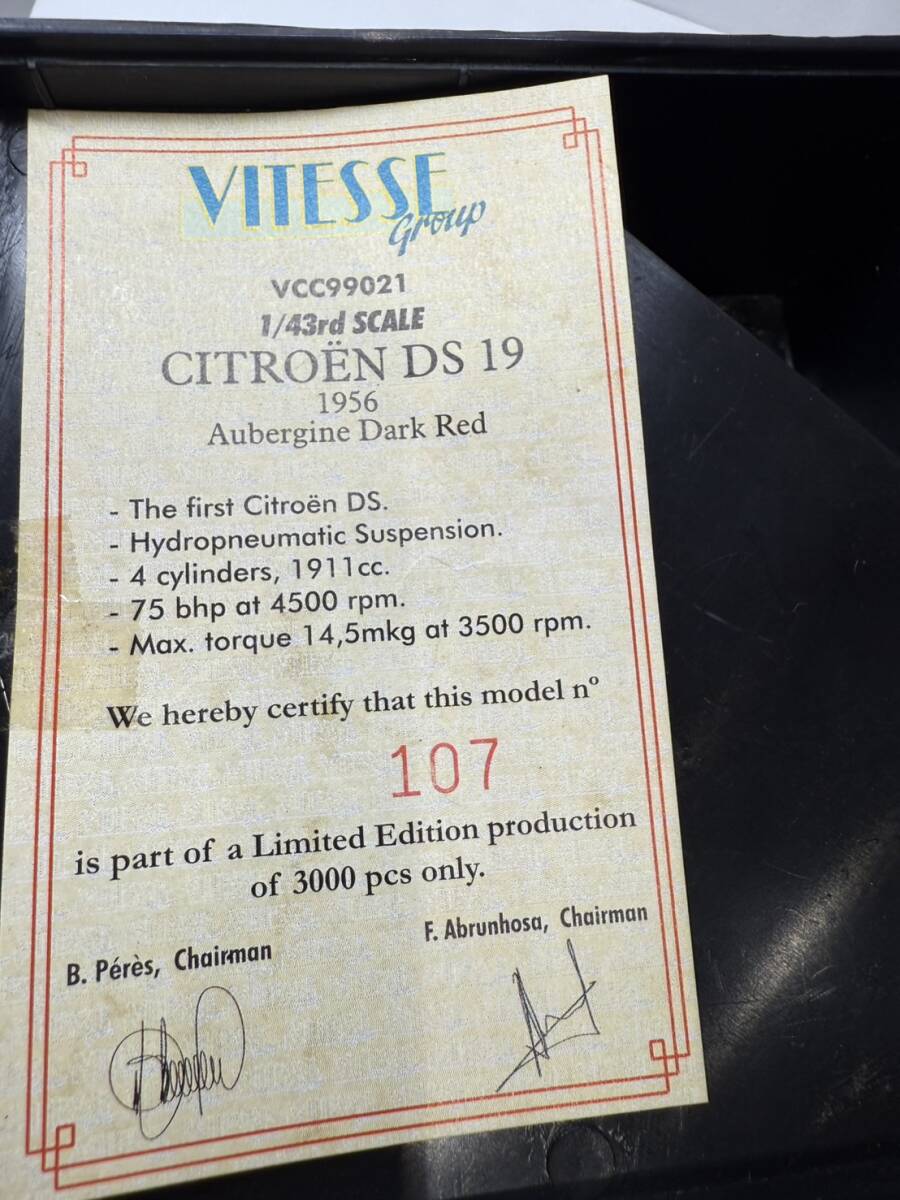 VITESSE
Group
VCC99021
1/43rd SCALE
CITROËN DS 19
1956
Aubergine Dark Red
- The first Citroën DS.
- Hydropneumatic Suspension.
- 4 cylinders, 1911cc.
- 75 bhp at 4500 rpm.
- Max. torque 14,5mkg at 3500 rpm.
We hereby certify that this model nº
107
is part of a Limited Edition production
of 3000 pcs only.
B. Pérès, Chairman
F. Abrunhosa, Chairman